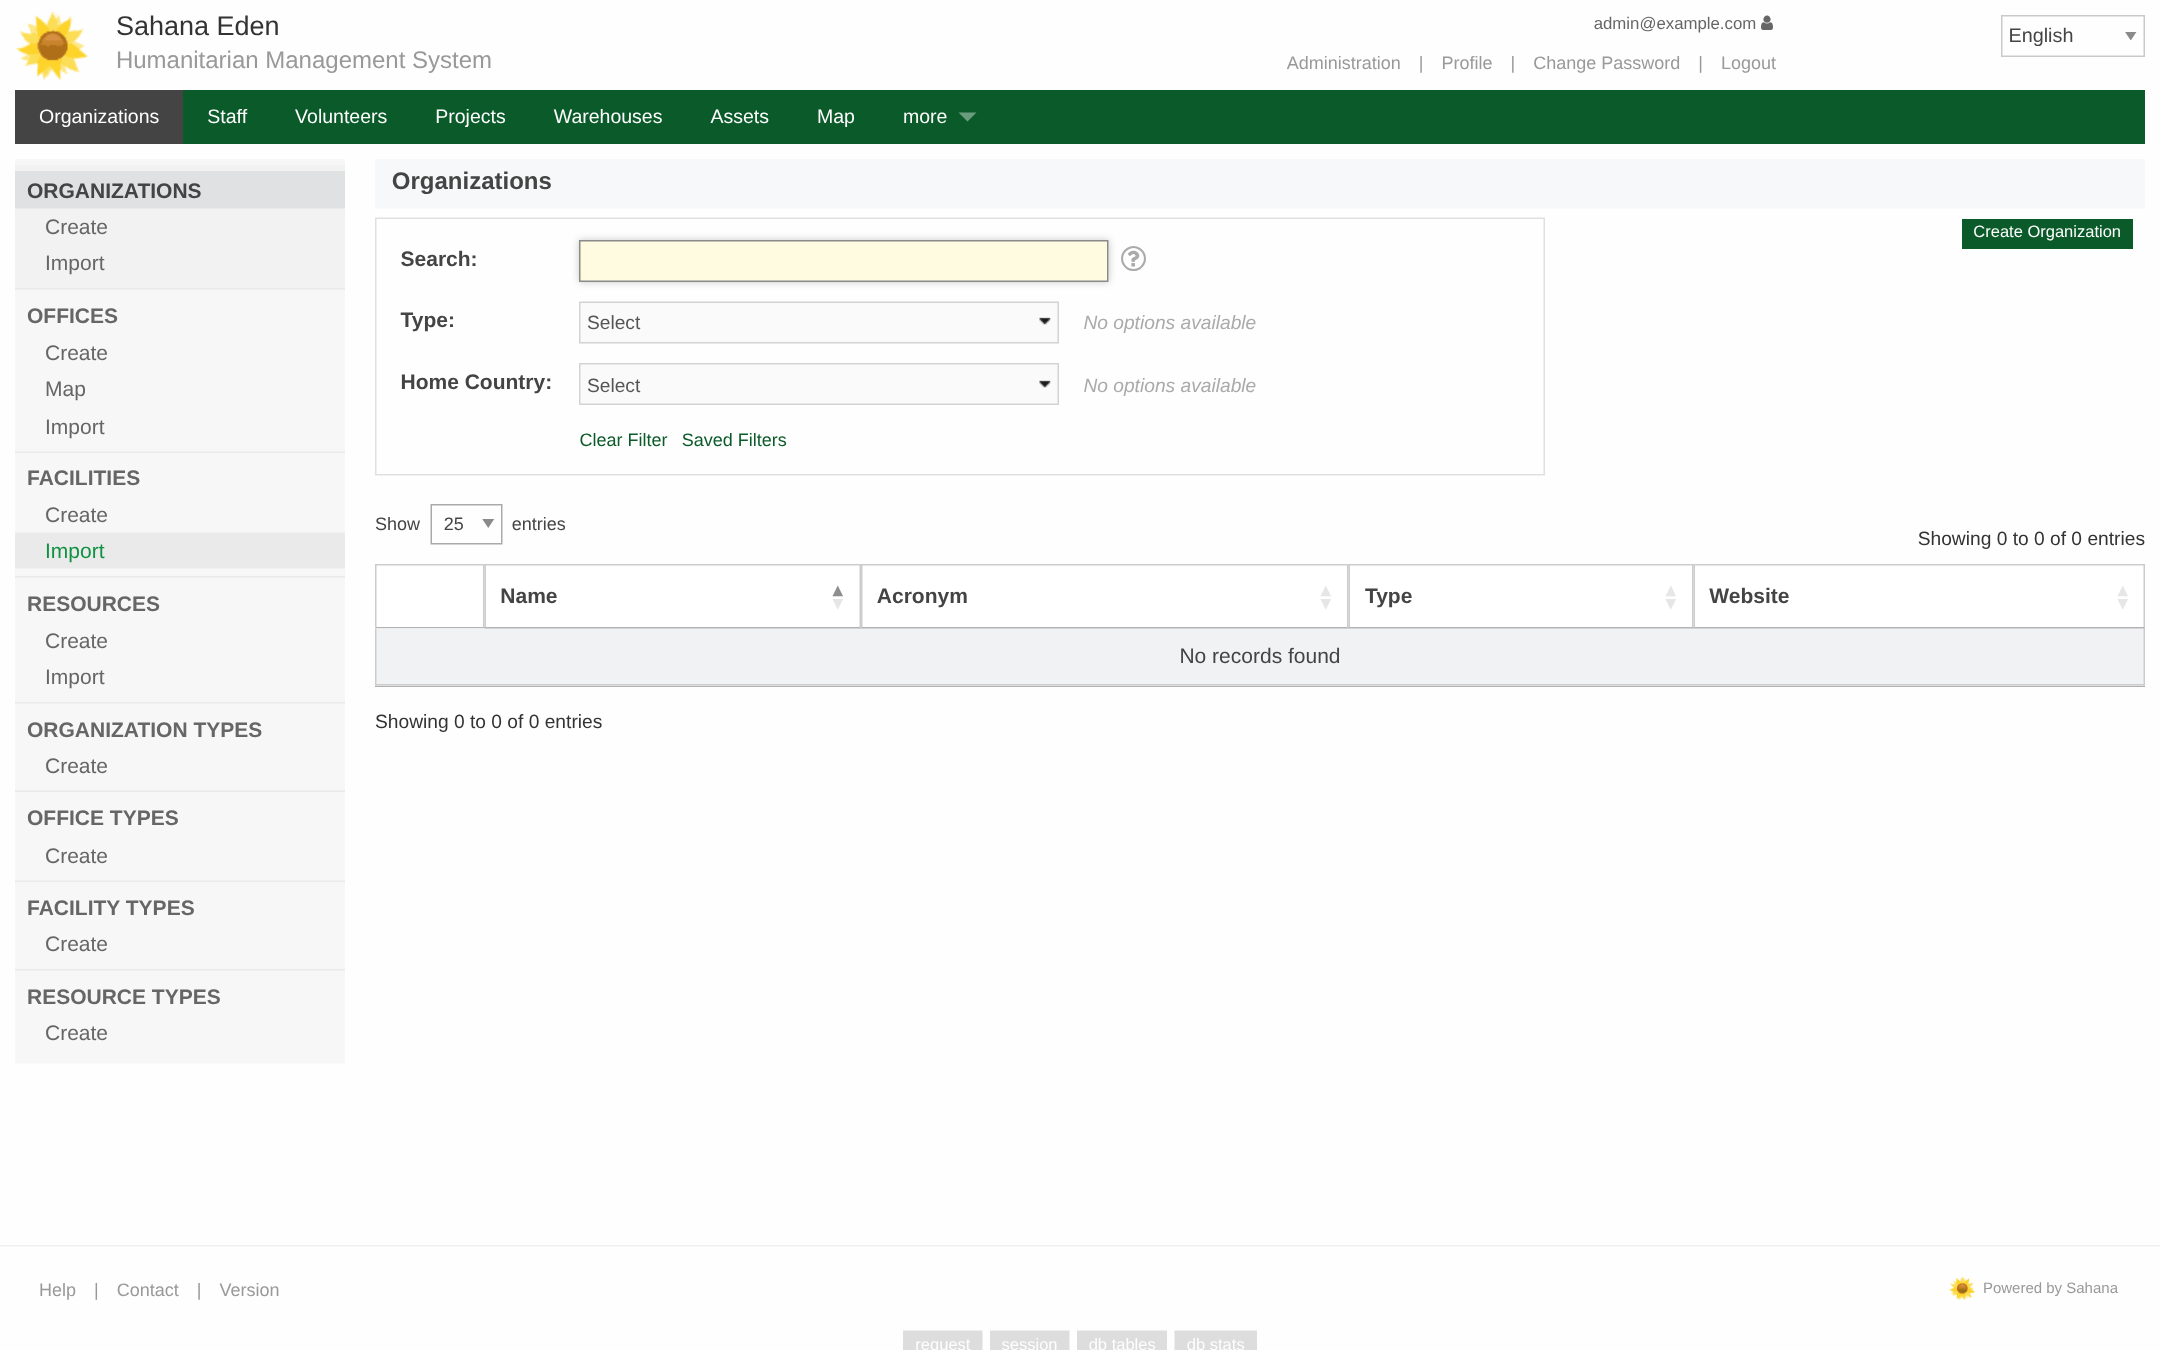 Sahana Eden
Humanitarian Management System
admin@example.com
Administration | Profile | Change Password | Logout
English
Organizations Staff Volunteers Projects Warehouses Assets Map more
ORGANIZATIONS
Create
Import
OFFICES
Create
Map
Import
FACILITIES
Create
Import
RESOURCES
Create
Import
ORGANIZATION TYPES
Create
OFFICE TYPES
Create
FACILITY TYPES
Create
RESOURCE TYPES
Create
Organizations
Create Organization
Search:
Type: Select No options available
Home Country: Select No options available
Clear Filter Saved Filters
Show 25 entries
Showing 0 to 0 of 0 entries
Name Acronym Type Website
No records found
Showing 0 to 0 of 0 entries
Help | Contact | Version
Powered by Sahana
request session db tables db stats